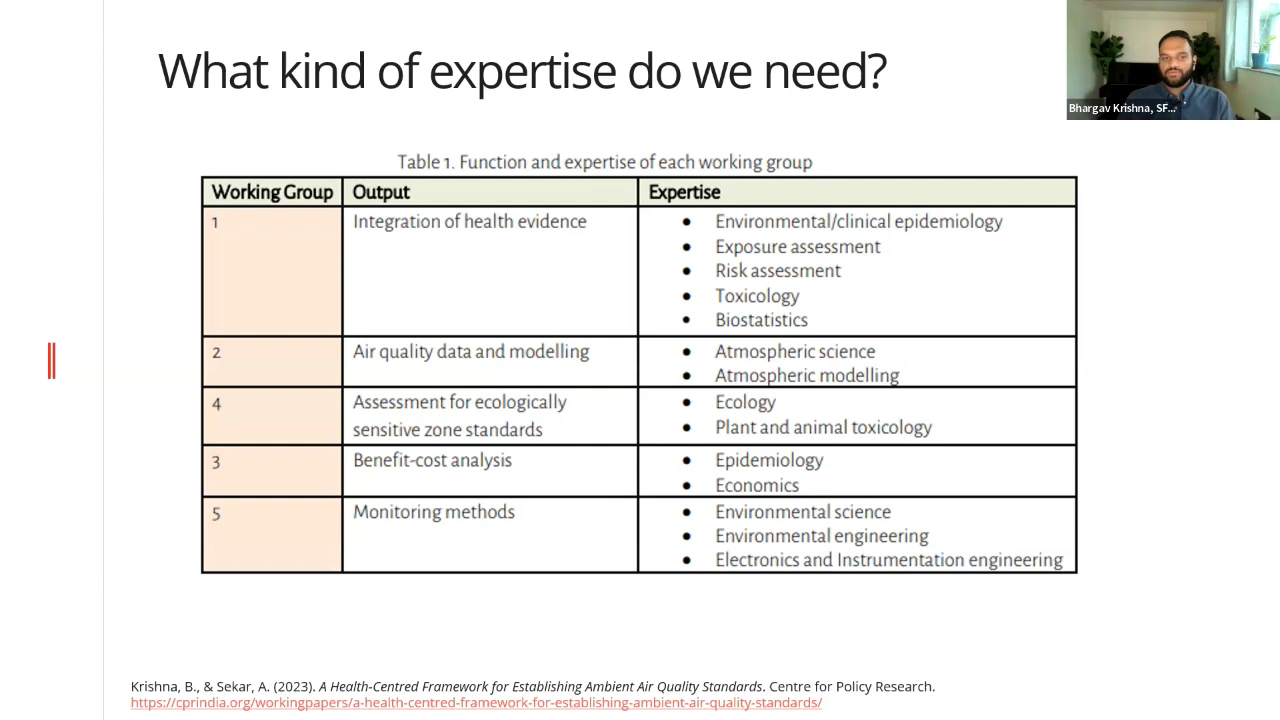 What kind of expertise do we need?
Bhargav Krishna, SF...
Table 1. Function and expertise of each working group
Working Group Output Expertise
1 Integration of health evidence • Environmental/clinical epidemiology
• Exposure assessment
• Risk assessment
• Toxicology
• Biostatistics
2 Air quality data and modelling • Atmospheric science
• Atmospheric modelling
4 Assessment for ecologically • Ecology
sensitive zone standards • Plant and animal toxicology
3 Benefit-cost analysis • Epidemiology
• Economics
5 Monitoring methods • Environmental science
• Environmental engineering
• Electronics and Instrumentation engineering
Krishna, B., & Sekar, A. (2023). A Health-Centred Framework for Establishing Ambient Air Quality Standards. Centre for Policy Research.
https://cprindia.org/workingpapers/a-health-centred-framework-for-establishing-ambient-air-quality-standards/